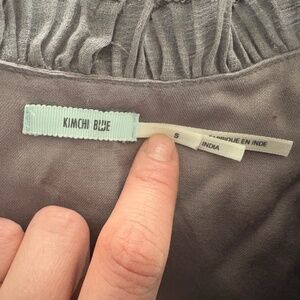 KIMCHI BLUE
S
FABRIQUE EN INDE
INDIA